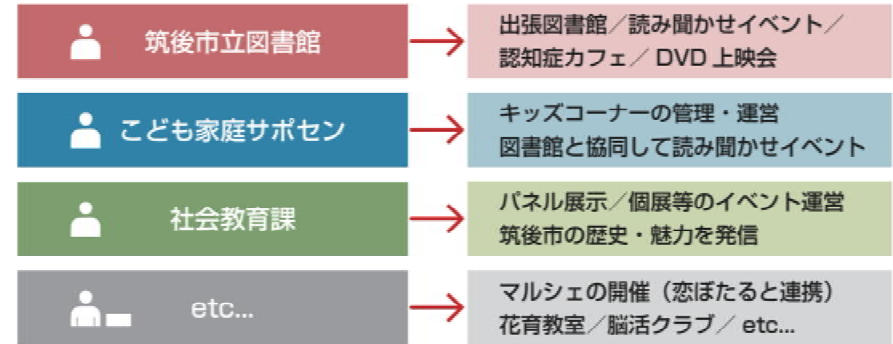 筑後市立図書館
出張図書館／読み聞かせイベント／
認知症カフェ／DVD 上映会
こども家庭サポセン
キッズコーナーの管理・運営
図書館と協同して読み聞かせイベント
社会教育課
パネル展示／個展等のイベント運営
筑後市の歴史・魅力を発信
etc...
マルシェの開催（恋ぼたると連携）
花育教室／脳活クラブ／ etc...